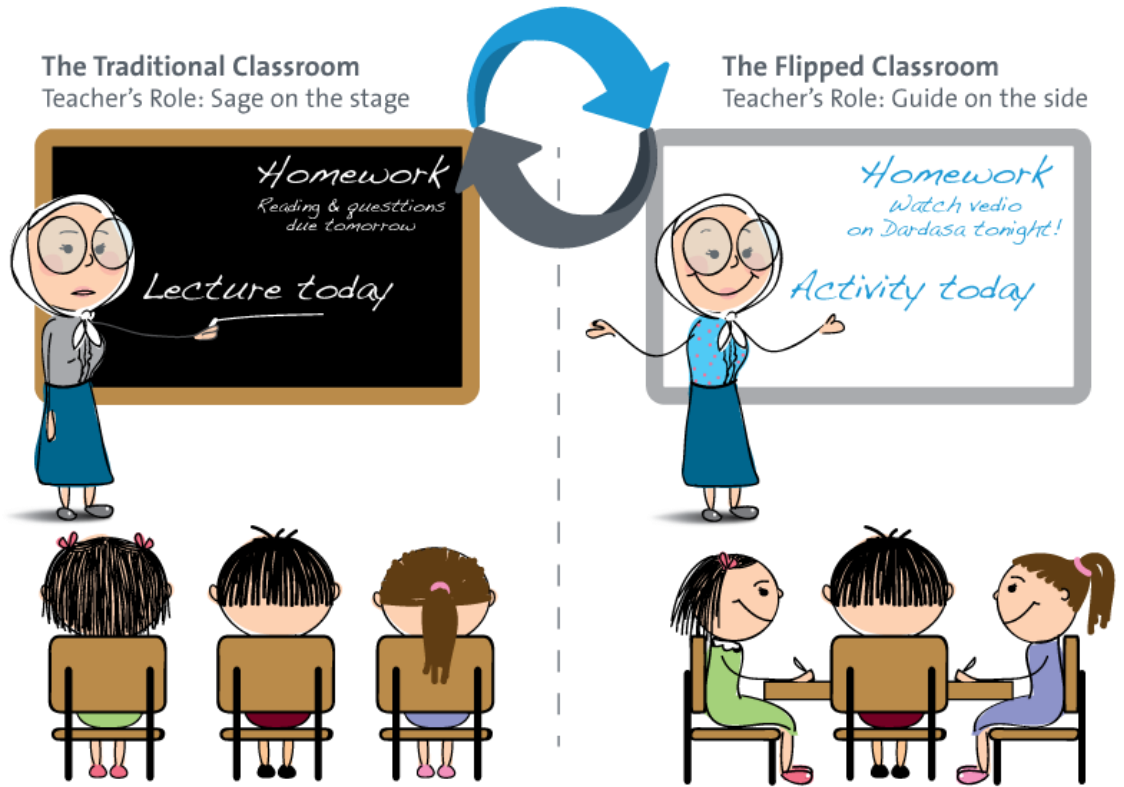 The Traditional Classroom
Teacher's Role: Sage on the stage
Homework
Reading & questtions
due tomorrow
Lecture today
The Flipped Classroom
Teacher's Role: Guide on the side
Homework
Watch vedio
on Dardasa tonight!
Activity today